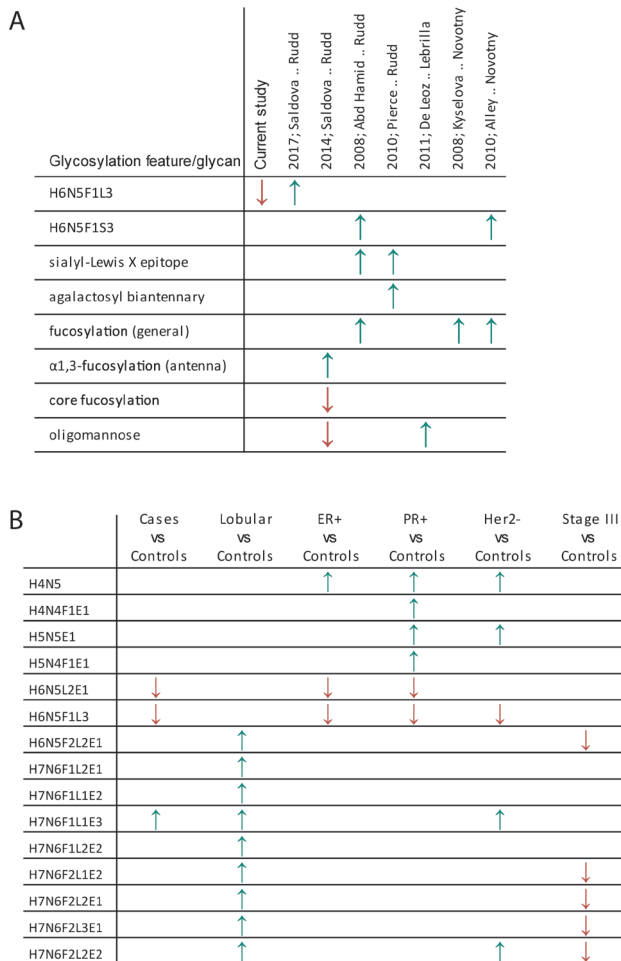 A
Glycosylation feature/glycan
Current study
2017; Saldova .. Rudd
2014; Saldova .. Rudd
2008; Abd Hamid .. Rudd
2010; Pierce .. Rudd
2011; De Leoz .. Lebrilla
2008; Kyselova .. Novotny
2010; Alley .. Novotny
H6N5F1L3 ↓ ↑
H6N5F1S3 ↑ ↑
sialyl-Lewis X epitope ↑ ↑
agalactosyl biantennary ↑
fucosylation (general) ↑ ↑ ↑
α1,3-fucosylation (antenna) ↑
core fucosylation ↓
oligomannose ↓ ↑
B
Cases Lobular ER+ PR+ Her2- Stage III
vs vs vs vs vs vs
Controls Controls Controls Controls Controls Controls
H4N5 ↑ ↑ ↑
H4N4F1E1 ↑
H5N5E1 ↑ ↑
H5N4F1E1 ↑
H6N5L2E1 ↓ ↓ ↓
H6N5F1L3 ↓ ↓ ↓ ↓
H6N5F2L2E1 ↑ ↓
H7N6F1L2E1 ↑
H7N6F1L1E2 ↑
H7N6F1L1E3 ↑ ↑ ↑
H7N6F1L2E2 ↑
H7N6F2L1E2 ↑ ↓
H7N6F2L2E1 ↑ ↓
H7N6F2L3E1 ↑ ↓
H7N6F2L2E2 ↑ ↑ ↓